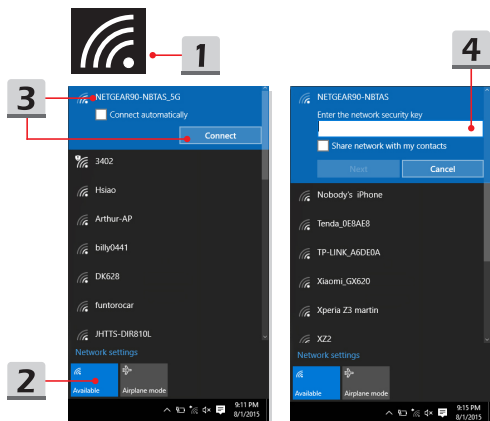 1
4
3
NETGEAR90-NBTAS_5G
Connect automatically
Connect
3402
Hsiao
Arthur-AP
billy0441
DK628
funtorocar
JHTTS-DIR810L
Network settings
2
Available
Airplane mode
9:11 PM
8/1/2015
NETGEAR90-NBTAS
Enter the network security key
Share network with my contacts
Next
Cancel
Nobody's iPhone
Tenda_0E8AE8
TP-LINK_A6DE0A
Xiaomi_GX620
Xperia Z3 martin
XZ2
Network settings
Available
Airplane mode
9:15 PM
8/1/2015